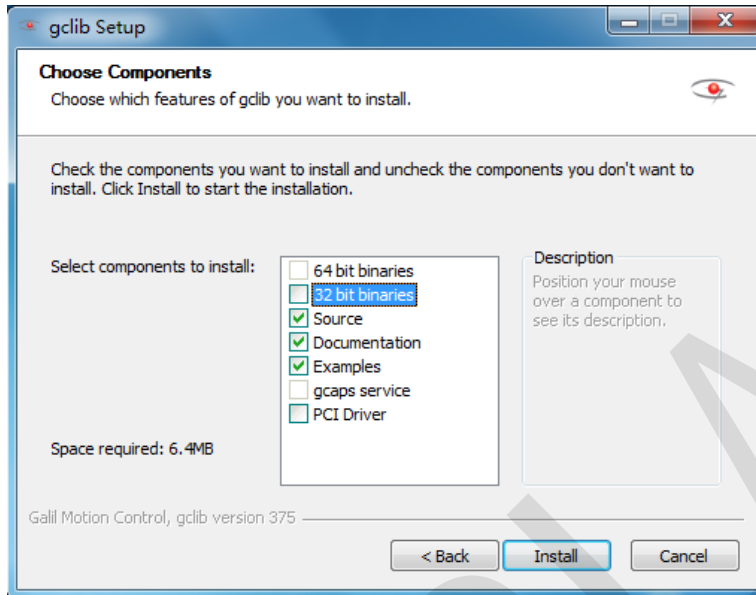 gclib Setup
Choose Components
Choose which features of gclib you want to install.
Check the components you want to install and uncheck the components you don't want to
install. Click Install to start the installation.
Select components to install:
64 bit binaries
32 bit binaries
Source
Documentation
Examples
gcaps service
PCI Driver
Description
Position your mouse
over a component to
see its description.
Space required: 6.4MB
Galil Motion Control, gclib version 375
< Back
Install
Cancel